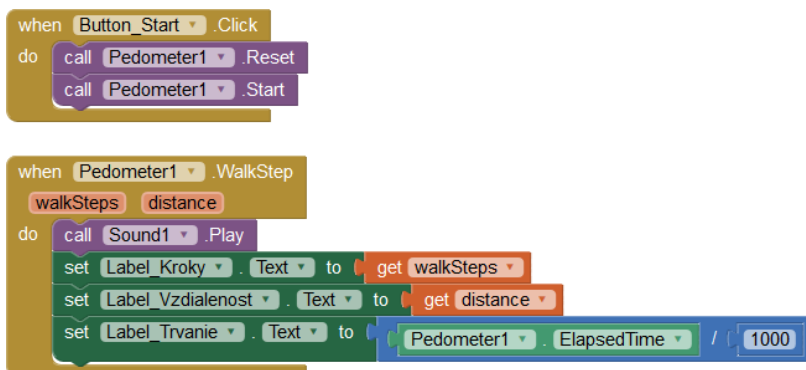 when Button_Start .Click
do call Pedometer1 .Reset
call Pedometer1 .Start
when Pedometer1 .WalkStep
walkSteps distance
do call Sound1 .Play
set Label_Kroky . Text to get walkSteps
set Label_Vzdialenost . Text to get distance
set Label_Trvanie . Text to Pedometer1 . ElapsedTime / 1000